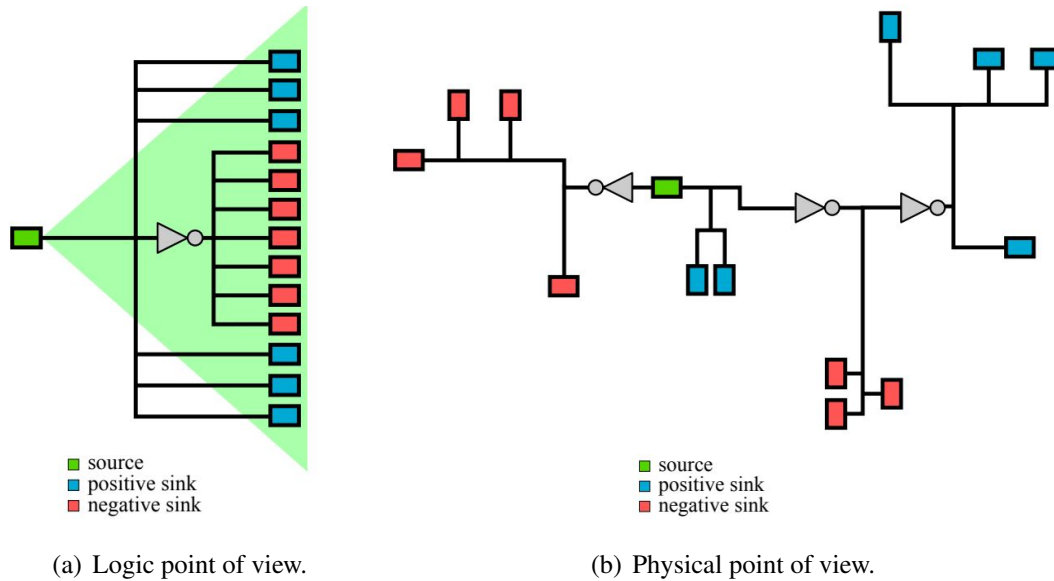 source
positive sink
negative sink
(a) Logic point of view.
source
positive sink
negative sink
(b) Physical point of view.